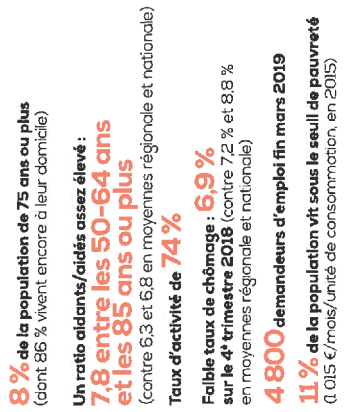 8 % de la population de 75 ans ou plus
(dont 86 % vivent encore à leur domicile)
Un ratio aidants/aidés assez élevé :
7,8 entre les 50-64 ans
et les 85 ans ou plus
(contre 6,3 et 6,8 en moyennes régionale et nationale)
Taux d'activité de 74 %
Faible taux de chômage : 6,9 %
sur le 4e trimestre 2018 (contre 7,2 % et 8,8 %
en moyennes régionale et nationale)
4 800 demandeurs d'emploi fin mars 2019
11 % de la population vit sous le seuil de pauvreté
(1 015 €/mois/unité de consommation, en 2015)